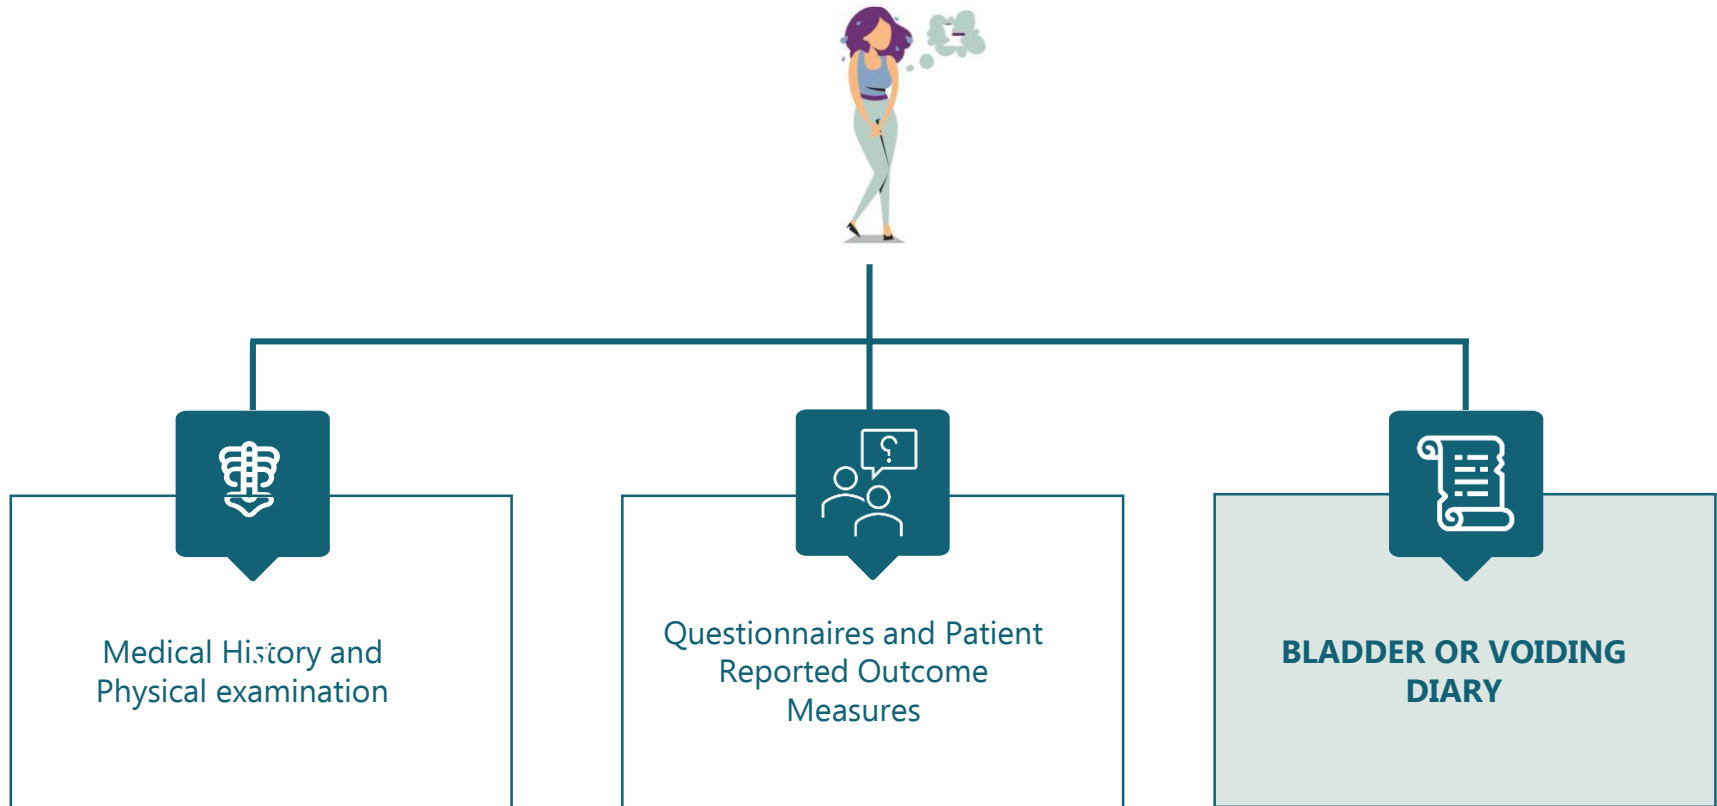 Medical History and
Physical examination
Questionnaires and Patient
Reported Outcome
Measures
BLADDER OR VOIDING
DIARY